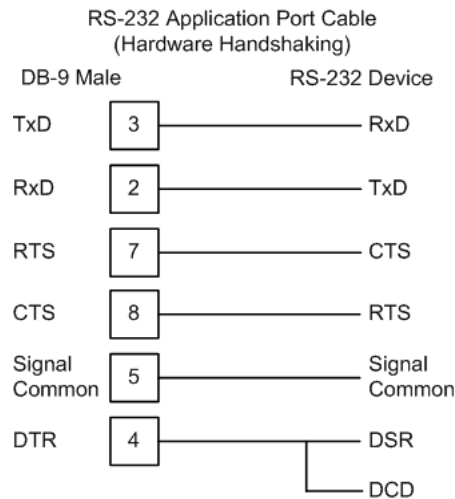 RS-232 Application Port Cable
(Hardware Handshaking)
DB-9 Male RS-232 Device
TxD 3 RxD
RxD 2 TxD
RTS 7 CTS
CTS 8 RTS
Signal Common 5 Signal Common
DTR 4 DSR
DCD